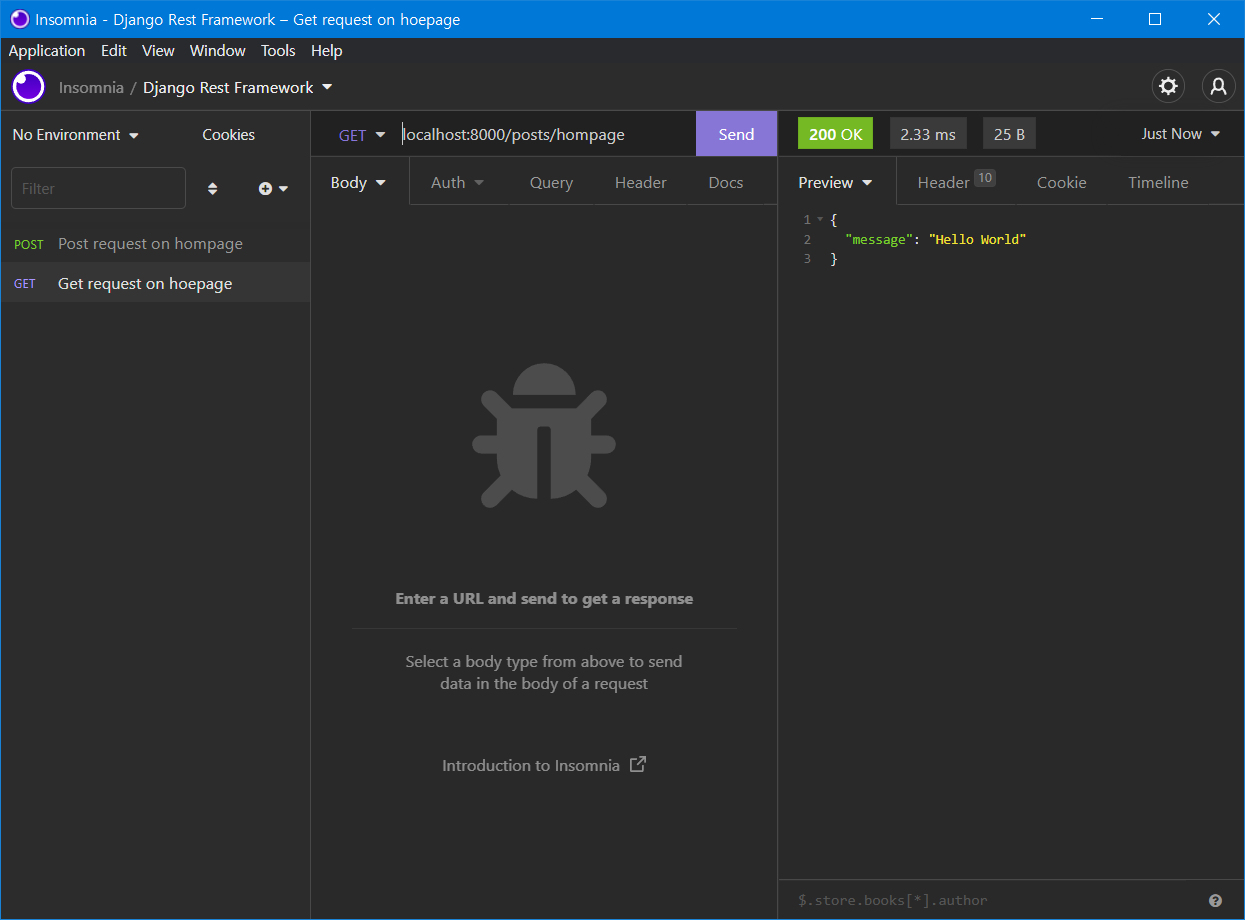 Insomnia - Django Rest Framework – Get request on hoepage
Application Edit View Window Tools Help
Insomnia / Django Rest Framework
No Environment Cookies
GET localhost:8000/posts/hompage Send
200 OK 2.33 ms 25 B Just Now
Filter
Body Auth Query Header Docs
Preview Header 10 Cookie Timeline
POST Post request on hompage
GET Get request on hoepage
1 {
2 "message": "Hello World"
3 }
Enter a URL and send to get a response
Select a body type from above to send
data in the body of a request
Introduction to Insomnia
$.store.books[*].author